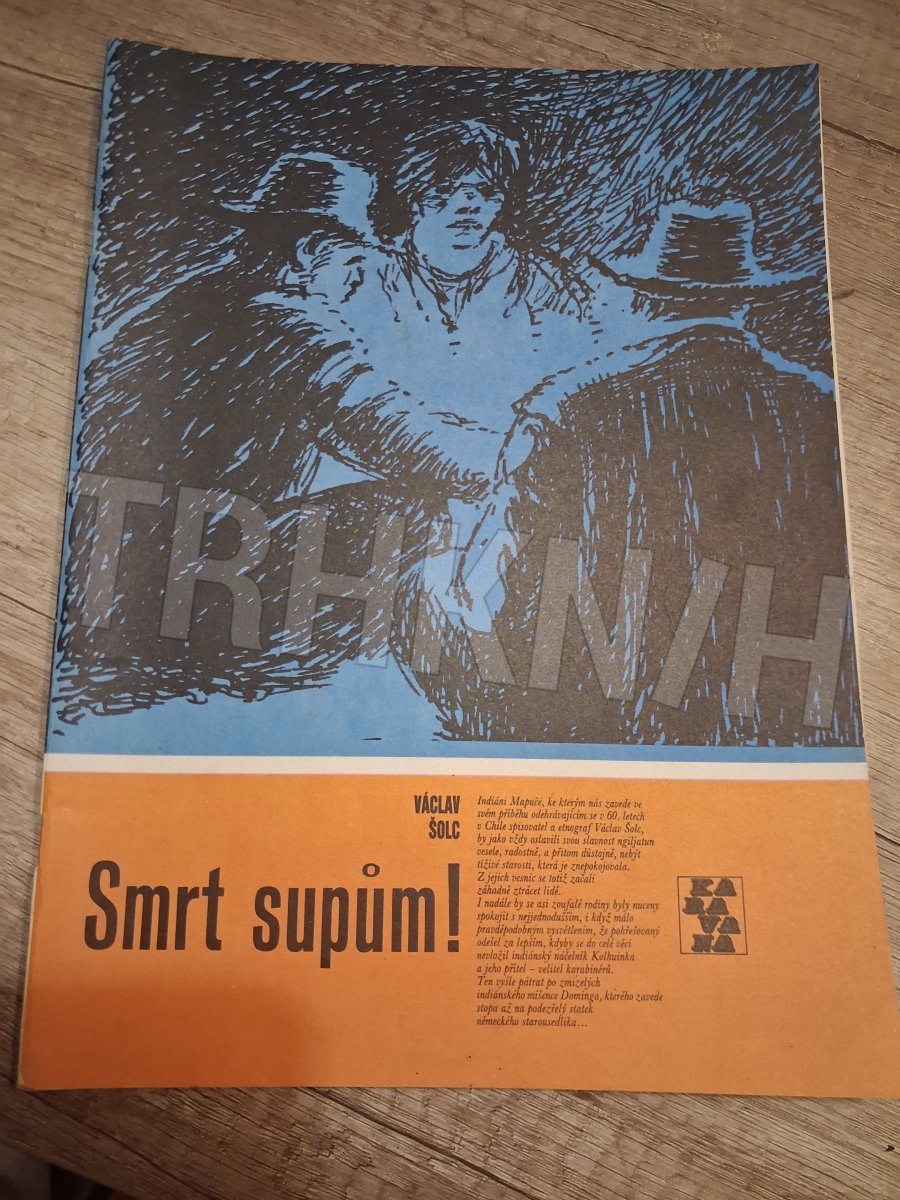 TRHKNIH
VÁCLAV
ŠOLC
Smrt supům!
Indiáni Mapučé, ke kterým nás zavede ve
svém příběhu odehrávajícím se v 60. letech
v Chile spisovatel a etnograf Václav Šolc,
by jako vždy oslavili svou slavnost ngiljatun
vesele, radostně, a přitom důstojně, nebýt
tíživé starosti, která je znepokojovala.
Z jejich vesnic se totiž začali
záhadně ztrácet lidé.
I nadále by se asi zoufalé rodiny byly nuceny
spokojit s nejjednodušším, i když málo
pravděpodobným vysvětlením, že pohřešovaný
odešel za lepším, kdyby se do celé věci
nevložil indiánský náčelník Kolhuinka
a jeho přítel – velitel karabinérů.
Ten vyšle pátrat po zmizelých
indiánského míšence Dominga, kterého zavede
stopa až na podezřelý statek
německého starousedlíka...
KA
RA
VA
NA